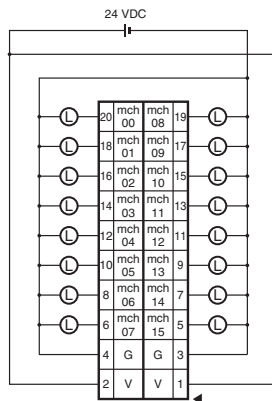 24 VDC
L 20 mch 00 mch 08 19 L
L 18 mch 01 mch 09 17 L
L 16 mch 02 mch 10 15 L
L 14 mch 03 mch 11 13 L
L 12 mch 04 mch 12 11 L
L 10 mch 05 mch 13 9 L
L 8 mch 06 mch 14 7 L
L 6 mch 07 mch 15 5 L
4 G G 3
2 V V 1